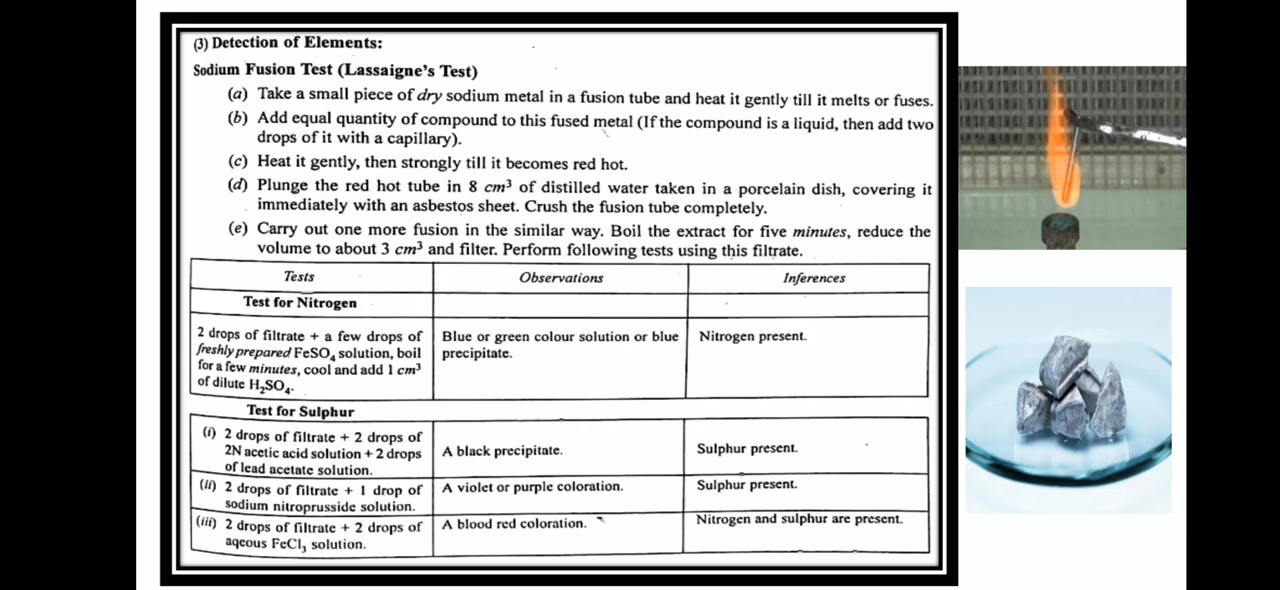 (3) Detection of Elements:
Sodium Fusion Test (Lassaigne's Test)
(a) Take a small piece of dry sodium metal in a fusion tube and heat it gently till it melts or fuses.
(b) Add equal quantity of compound to this fused metal (If the compound is a liquid, then add two
drops of it with a capillary).
(c) Heat it gently, then strongly till it becomes red hot.
(d) Plunge the red hot tube in 8 cm³ of distilled water taken in a porcelain dish, covering it
immediately with an asbestos sheet. Crush the fusion tube completely.
(e) Carry out one more fusion in the similar way. Boil the extract for five minutes, reduce the
volume to about 3 cm³ and filter. Perform following tests using this filtrate.
Tests Observations Inferences
Test for Nitrogen
2 drops of filtrate + a few drops of
freshly prepared FeSO₄ solution, boil
for a few minutes, cool and add 1 cm³
of dilute H₂SO₄.
Blue or green colour solution or blue
precipitate.
Nitrogen present.
Test for Sulphur
(i) 2 drops of filtrate + 2 drops of
2N acetic acid solution + 2 drops
of lead acetate solution.
A black precipitate.
Sulphur present.
(ii) 2 drops of filtrate + 1 drop of
sodium nitroprusside solution.
A violet or purple coloration.
Sulphur present.
(iii) 2 drops of filtrate + 2 drops of
aqeous FeCl₃ solution.
A blood red coloration.
Nitrogen and sulphur are present.